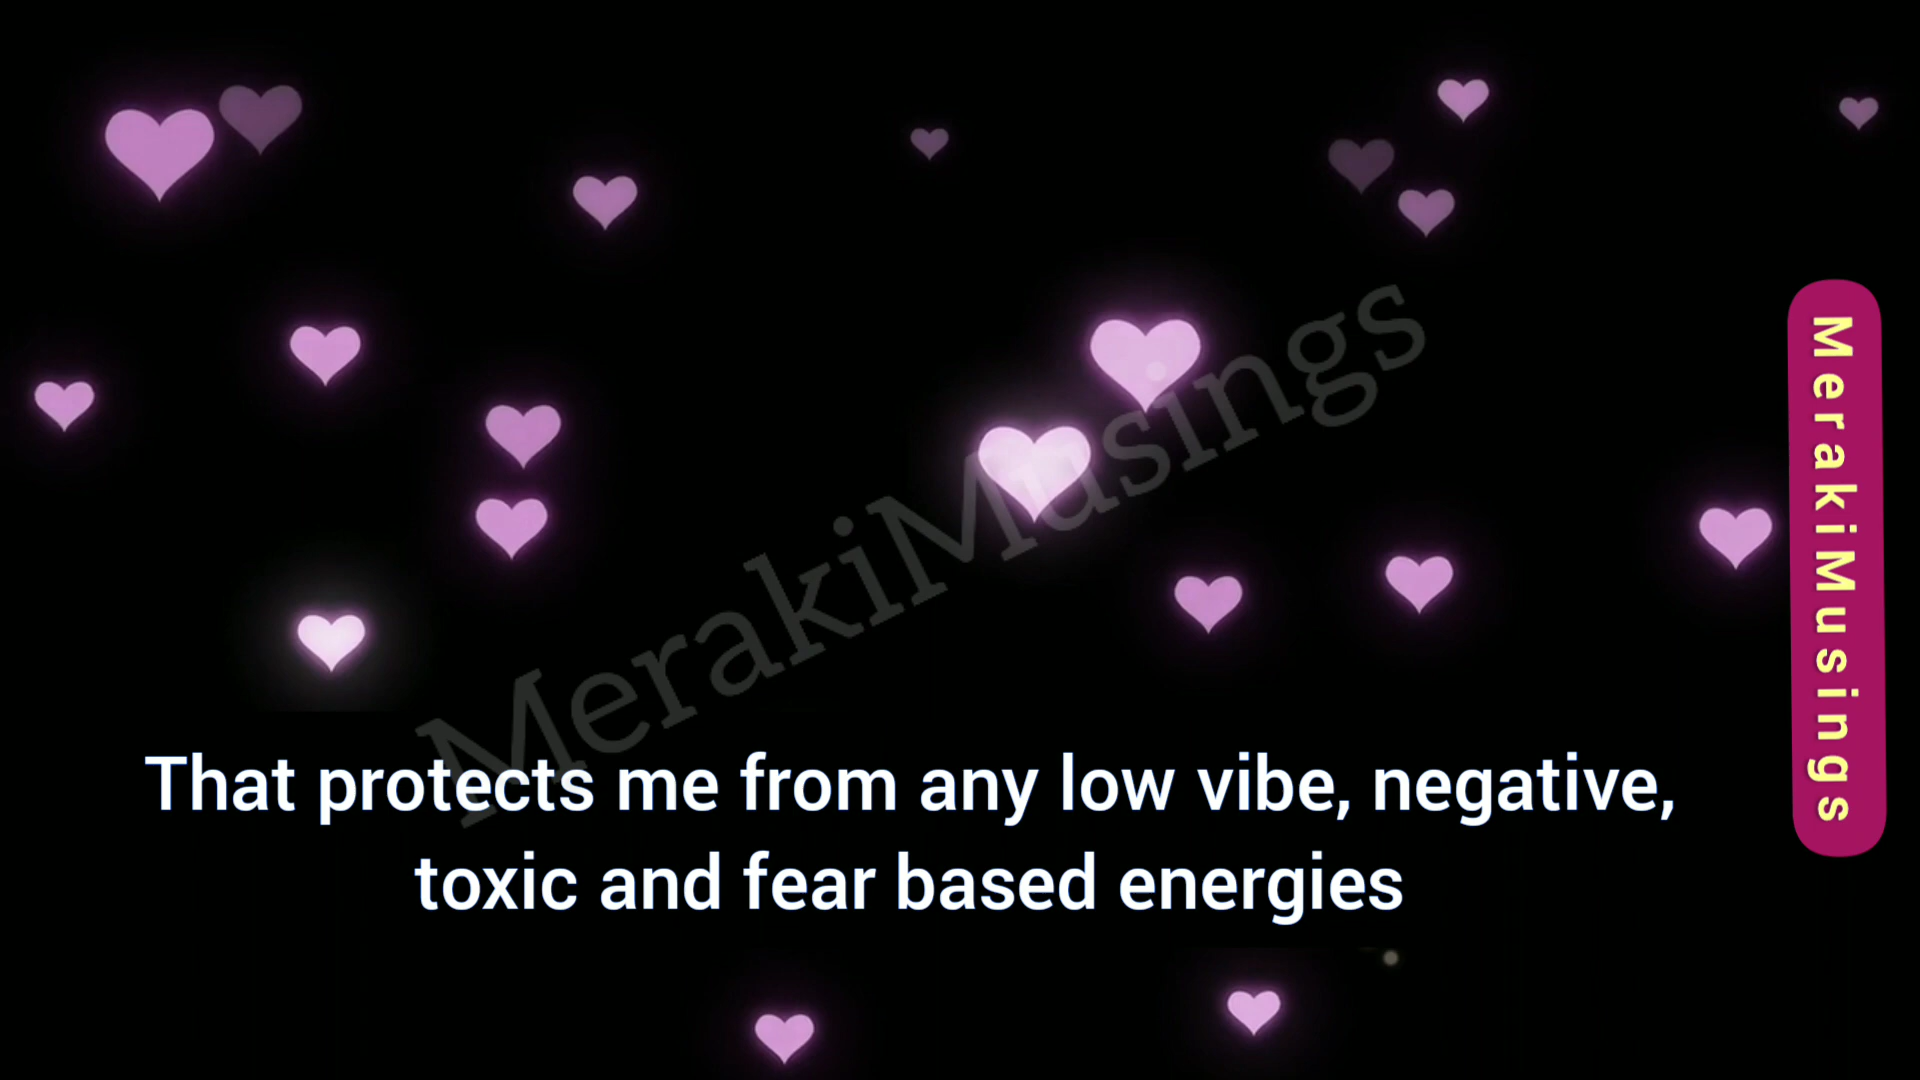 MerakiMusings
MerakiMusings
That protects me from any low vibe, negative,
toxic and fear based energies